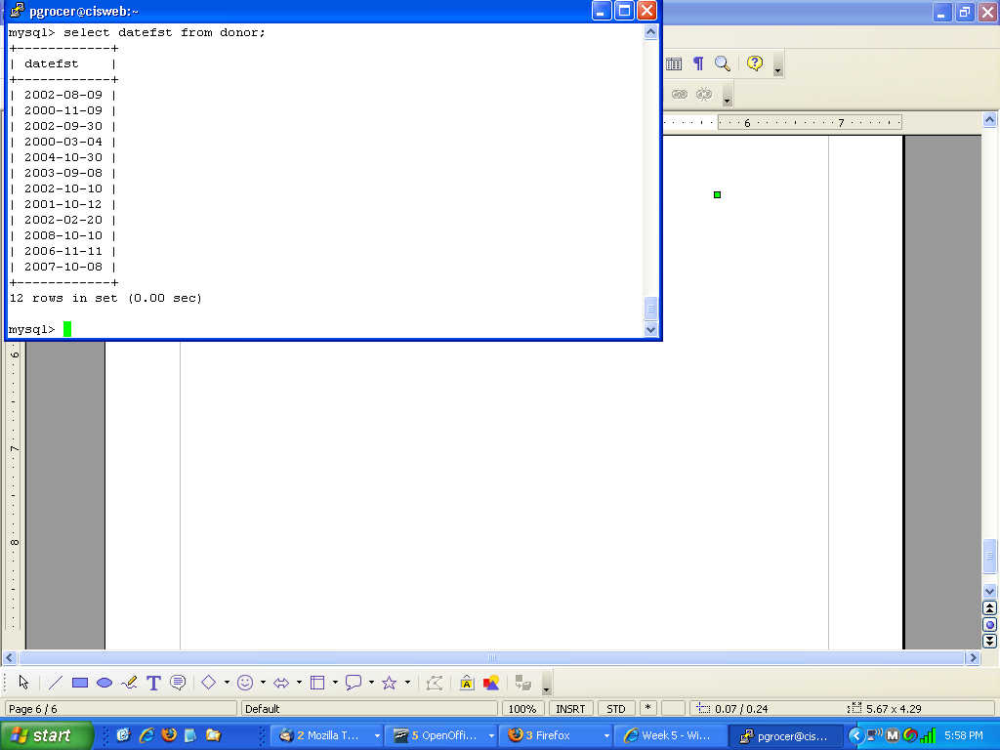 pgrocer@cisweb:~
mysql> select datefst from donor;
+------------+
| datefst    |
+------------+
| 2002-08-09 |
| 2000-11-09 |
| 2002-09-30 |
| 2000-03-04 |
| 2004-10-30 |
| 2003-09-08 |
| 2002-10-10 |
| 2001-10-12 |
| 2002-02-20 |
| 2008-10-10 |
| 2006-11-11 |
| 2007-10-08 |
+------------+
12 rows in set (0.00 sec)
mysql>
6 7
6
7
8
Page 6 / 6 Default 100% INSRT STD * 0.07 / 0.24 5.67 x 4.29
start 2 Mozilla T... 5 OpenOffi... 3 Firefox Week 5 - Wi... pgrocer@cis... 5:58 PM